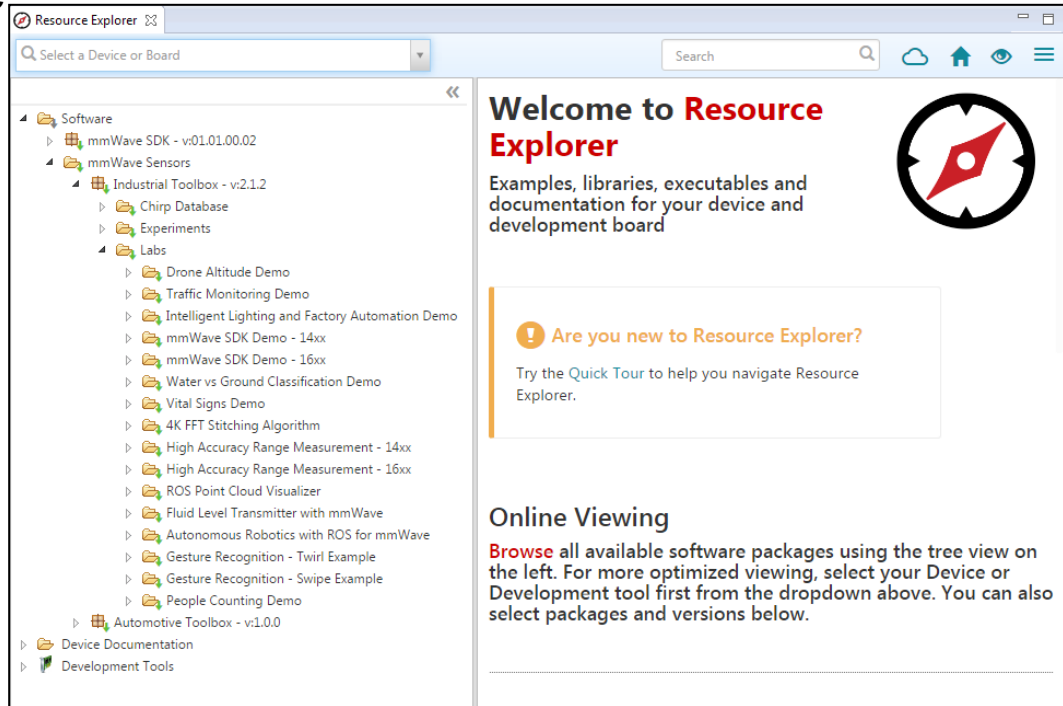 Resource Explorer
Select a Device or Board
Search
Software
mmWave SDK - v:01.01.00.02
mmWave Sensors
Industrial Toolbox - v:2.1.2
Chirp Database
Experiments
Labs
Drone Altitude Demo
Traffic Monitoring Demo
Intelligent Lighting and Factory Automation Demo
mmWave SDK Demo - 14xx
mmWave SDK Demo - 16xx
Water vs Ground Classification Demo
Vital Signs Demo
4K FFT Stitching Algorithm
High Accuracy Range Measurement - 14xx
High Accuracy Range Measurement - 16xx
ROS Point Cloud Visualizer
Fluid Level Transmitter with mmWave
Autonomous Robotics with ROS for mmWave
Gesture Recognition - Twirl Example
Gesture Recognition - Swipe Example
People Counting Demo
Automotive Toolbox - v:1.0.0
Device Documentation
Development Tools
Welcome to Resource
Explorer
Examples, libraries, executables and
documentation for your device and
development board
Are you new to Resource Explorer?
Try the Quick Tour to help you navigate Resource
Explorer.
Online Viewing
Browse all available software packages using the tree view on
the left. For more optimized viewing, select your Device or
Development tool first from the dropdown above. You can also
select packages and versions below.